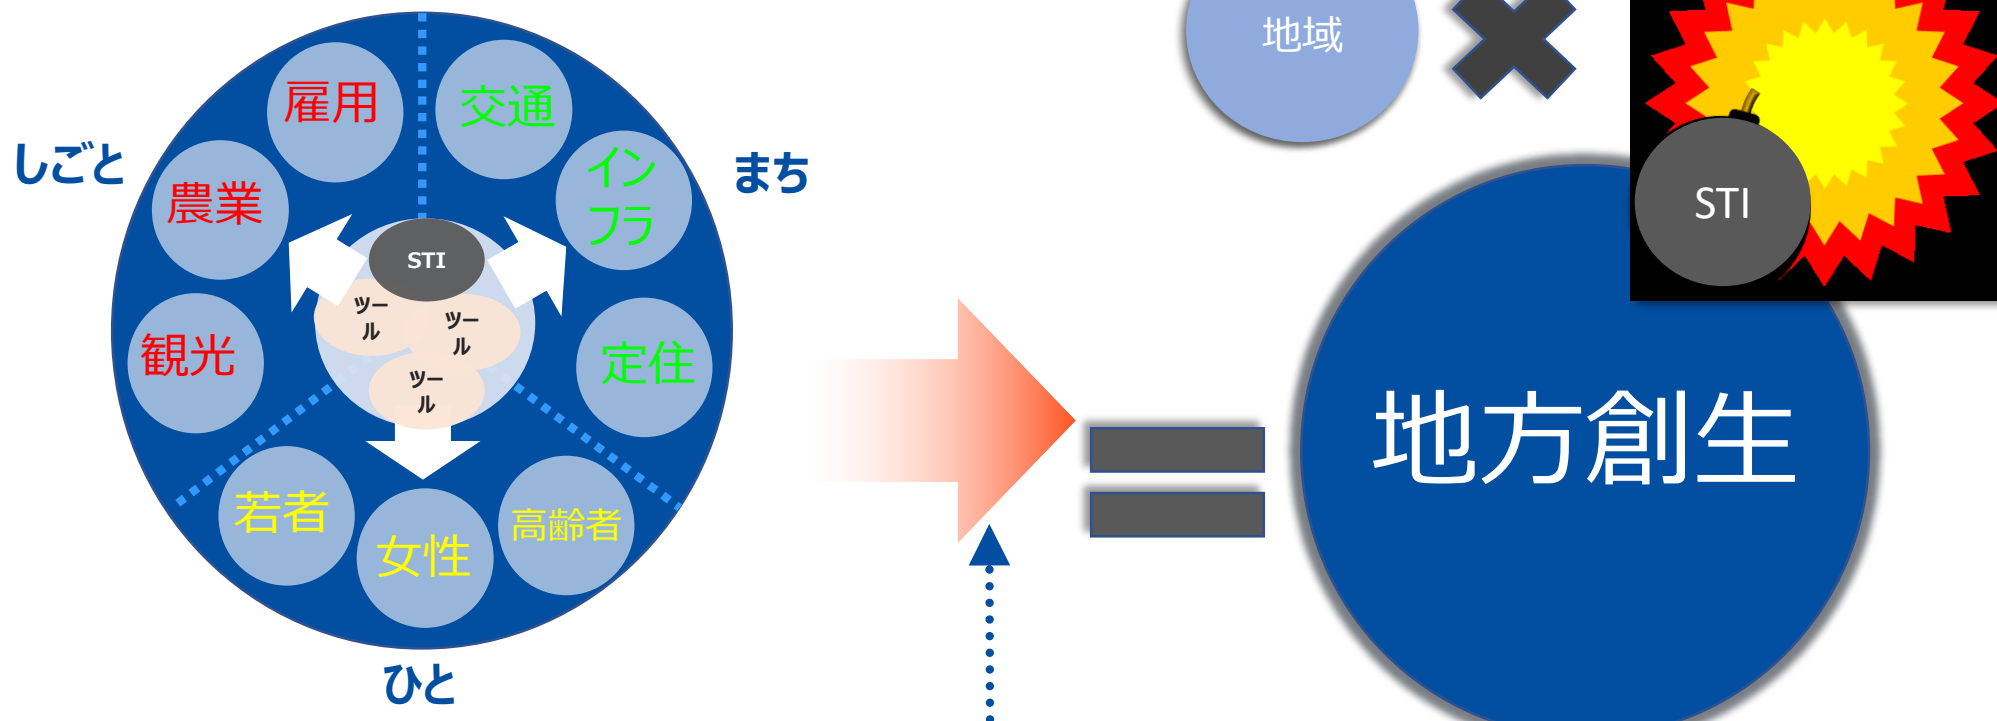 地域
雇用
交通
しごと
まち
農業
イン
フラ
STI
STI
ツー
ル
ツー
ル
観光
定住
ツー
ル
地方創生
若者
女性
高齢者
ひと